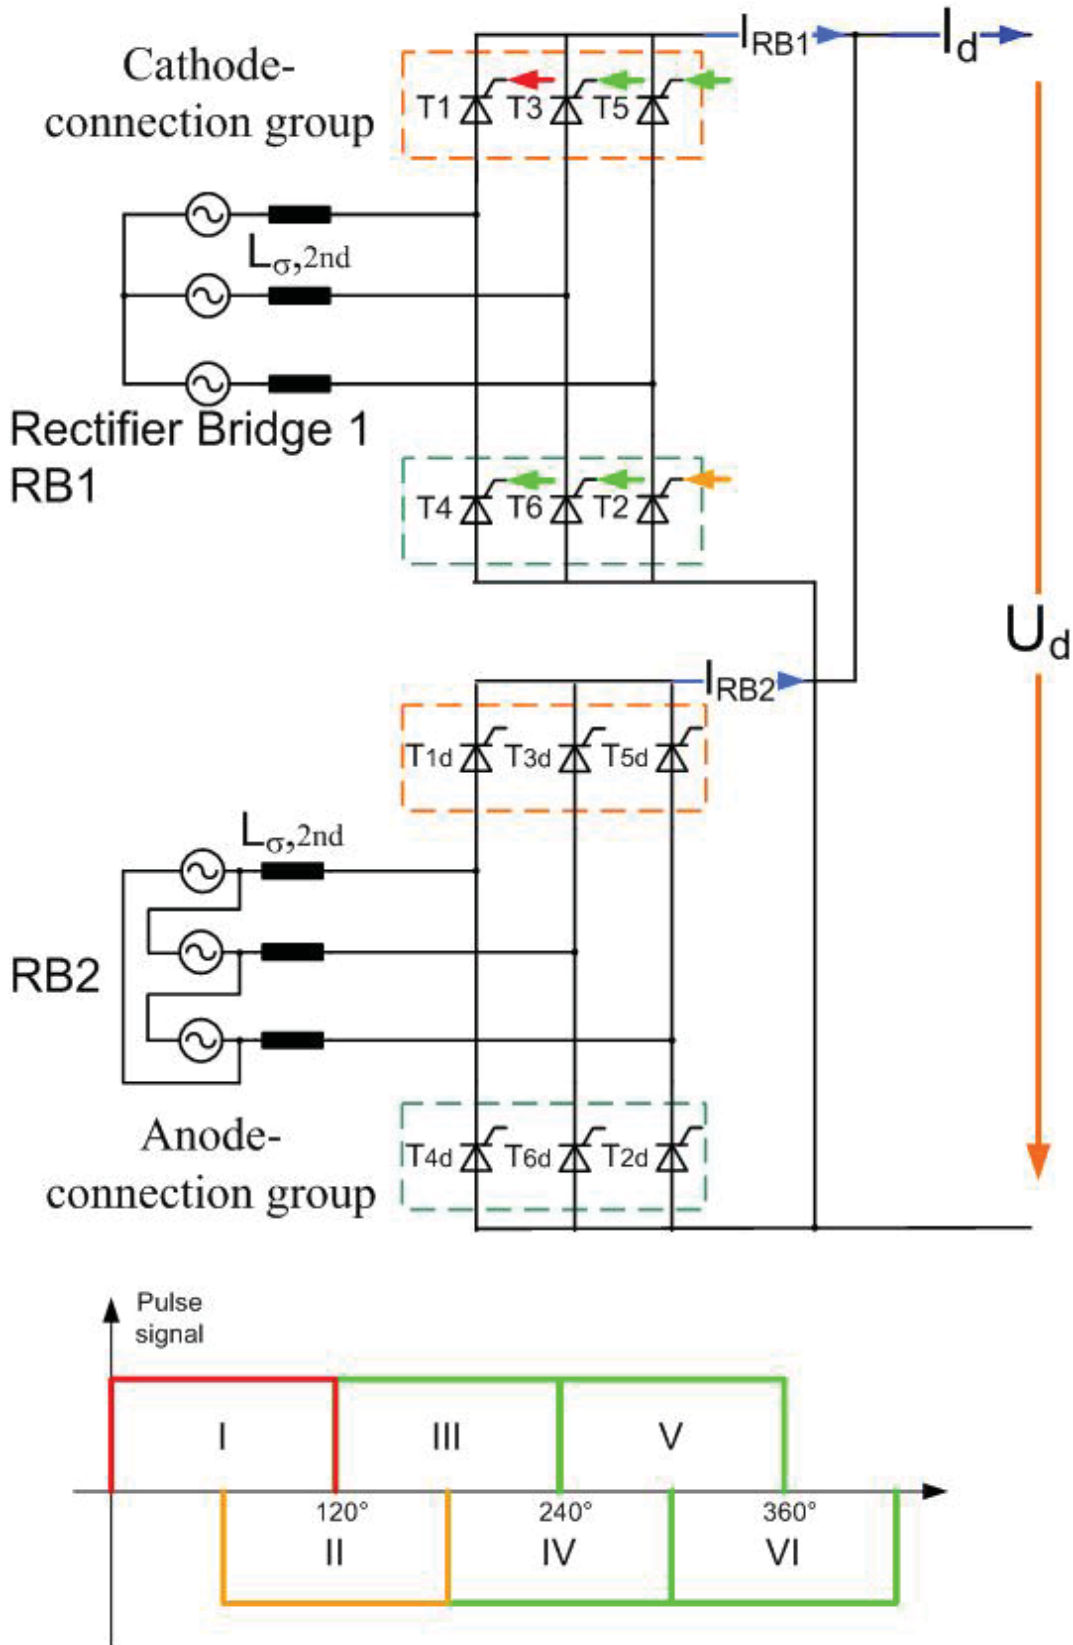 I_RB1
I_d
Cathode-
connection group
T1
T3
T5
L_σ,2nd
Rectifier Bridge 1
RB1
T4
T6
T2
U_d
I_RB2
T1d
T3d
T5d
L_σ,2nd
RB2
Anode-
connection group
T4d
T6d
T2d
Pulse
signal
I
III
V
120°
240°
360°
II
IV
VI